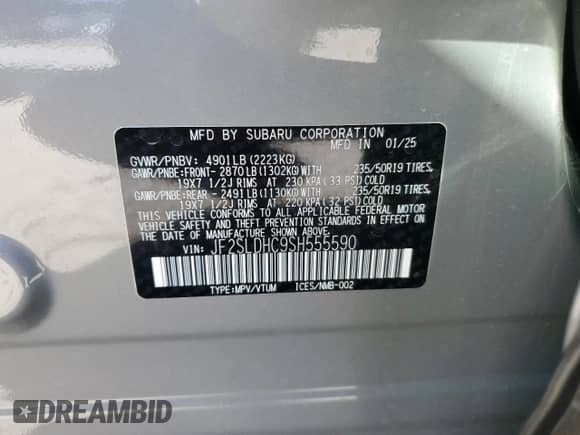 MFD BY SUBARU CORPORATION
MFD IN 01/25
GVWR/PNBV: 4901LB (2223KG)
GAWR/PNBE:FRONT- 2870LB(1302KG)WITH 235/50R19 TIRES,
19X7 1/2J RIMS AT 230 KPA(33 PSI)COLD
GAWR/PNBE:REAR - 2491LB(1130KG)WITH 235/50R19 TIRES,
19X7 1/2J RIMS AT 220 KPA(32 PSI)COLD
THIS VEHICLE CONFORMS TO ALL APPLICABLE FEDERAL MOTOR
VEHICLE SAFETY AND THEFT PREVENTION STANDARDS IN EFFECT ON
THE DATE OF MANUFACTURE SHOWN ABOVE.
VIN: JF2SLDHC9SH555590
TYPE:MPV/VTUM ICES/NMB-002
DREAMBID